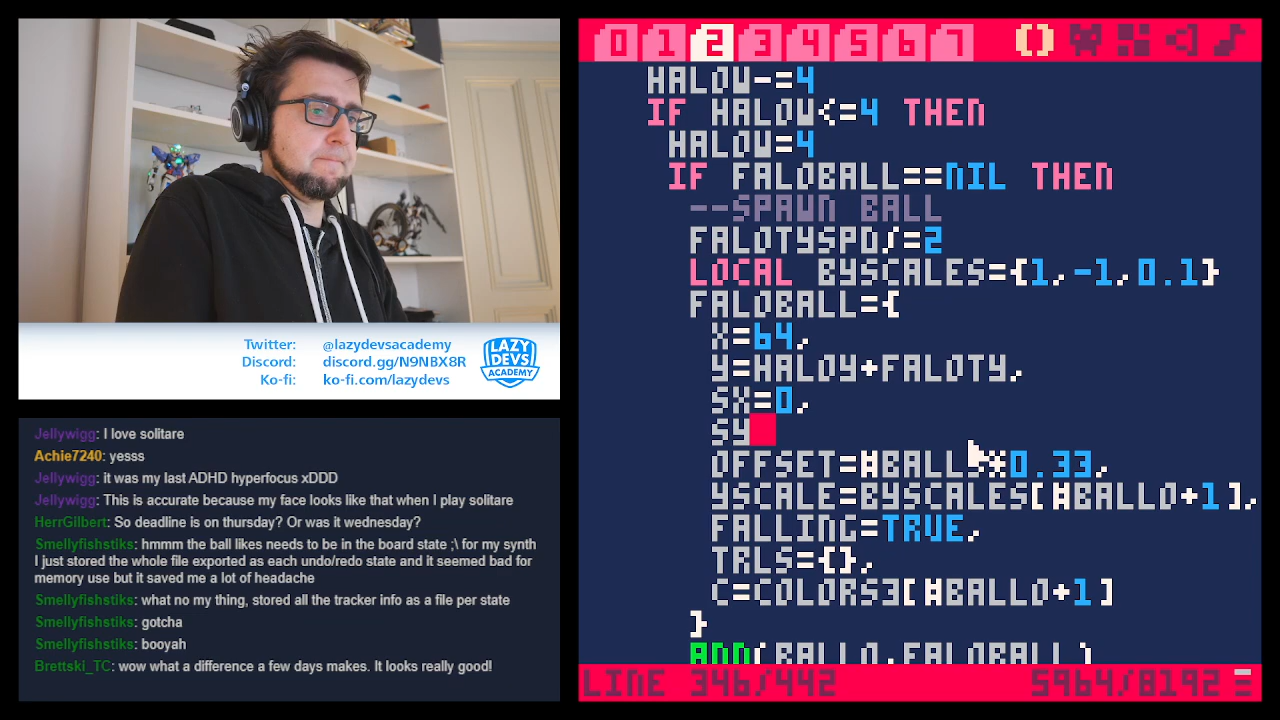 Twitter: @lazydevsacademy
Discord: discord.gg/N9NBX8R
Ko-fi: ko-fi.com/lazydevs
LAZY
DEVS
ACADEMY
Jellywigg: I love solitare
Achie7240: yesss
Jellywigg: it was my last ADHD hyperfocus xDDD
Jellywigg: This is accurate because my face looks like that when I play solitare
HerrGilbert: So deadline is on thursday? Or was it wednesday?
Smellyfishstiks: hmmm the ball likes needs to be in the board state ;\ for my synth
I just stored the whole file exported as each undo/redo state and it seemed bad for
memory use but it saved me a lot of headache
Smellyfishstiks: what no my thing, stored all the tracker info as a file per state
Smellyfishstiks: gotcha
Smellyfishstiks: booyah
Brettski_TC: wow what a difference a few days makes. It looks really good!
0 1 2 3 4 5 6 7 ()
HALOW-=4
IF HALOW<=4 THEN
HALOW=4
IF FALOBALL==NIL THEN
--SPAWN BALL
FALOTYSPD/=2
LOCAL BYSCALES={1,-1,0.1}
FALOBALL={
X=64,
Y=HALOY+FALOTY,
SX=0,
SY
OFFSET=#BALLS*0.33,
YSCALE=BYSCALES[#BALLO+1],
FALLING=TRUE,
TRLS={},
C=COLORS3[#BALLO+1]
}
ADD(BALLO,FALOBALL)
LINE 346/442
5964/8192